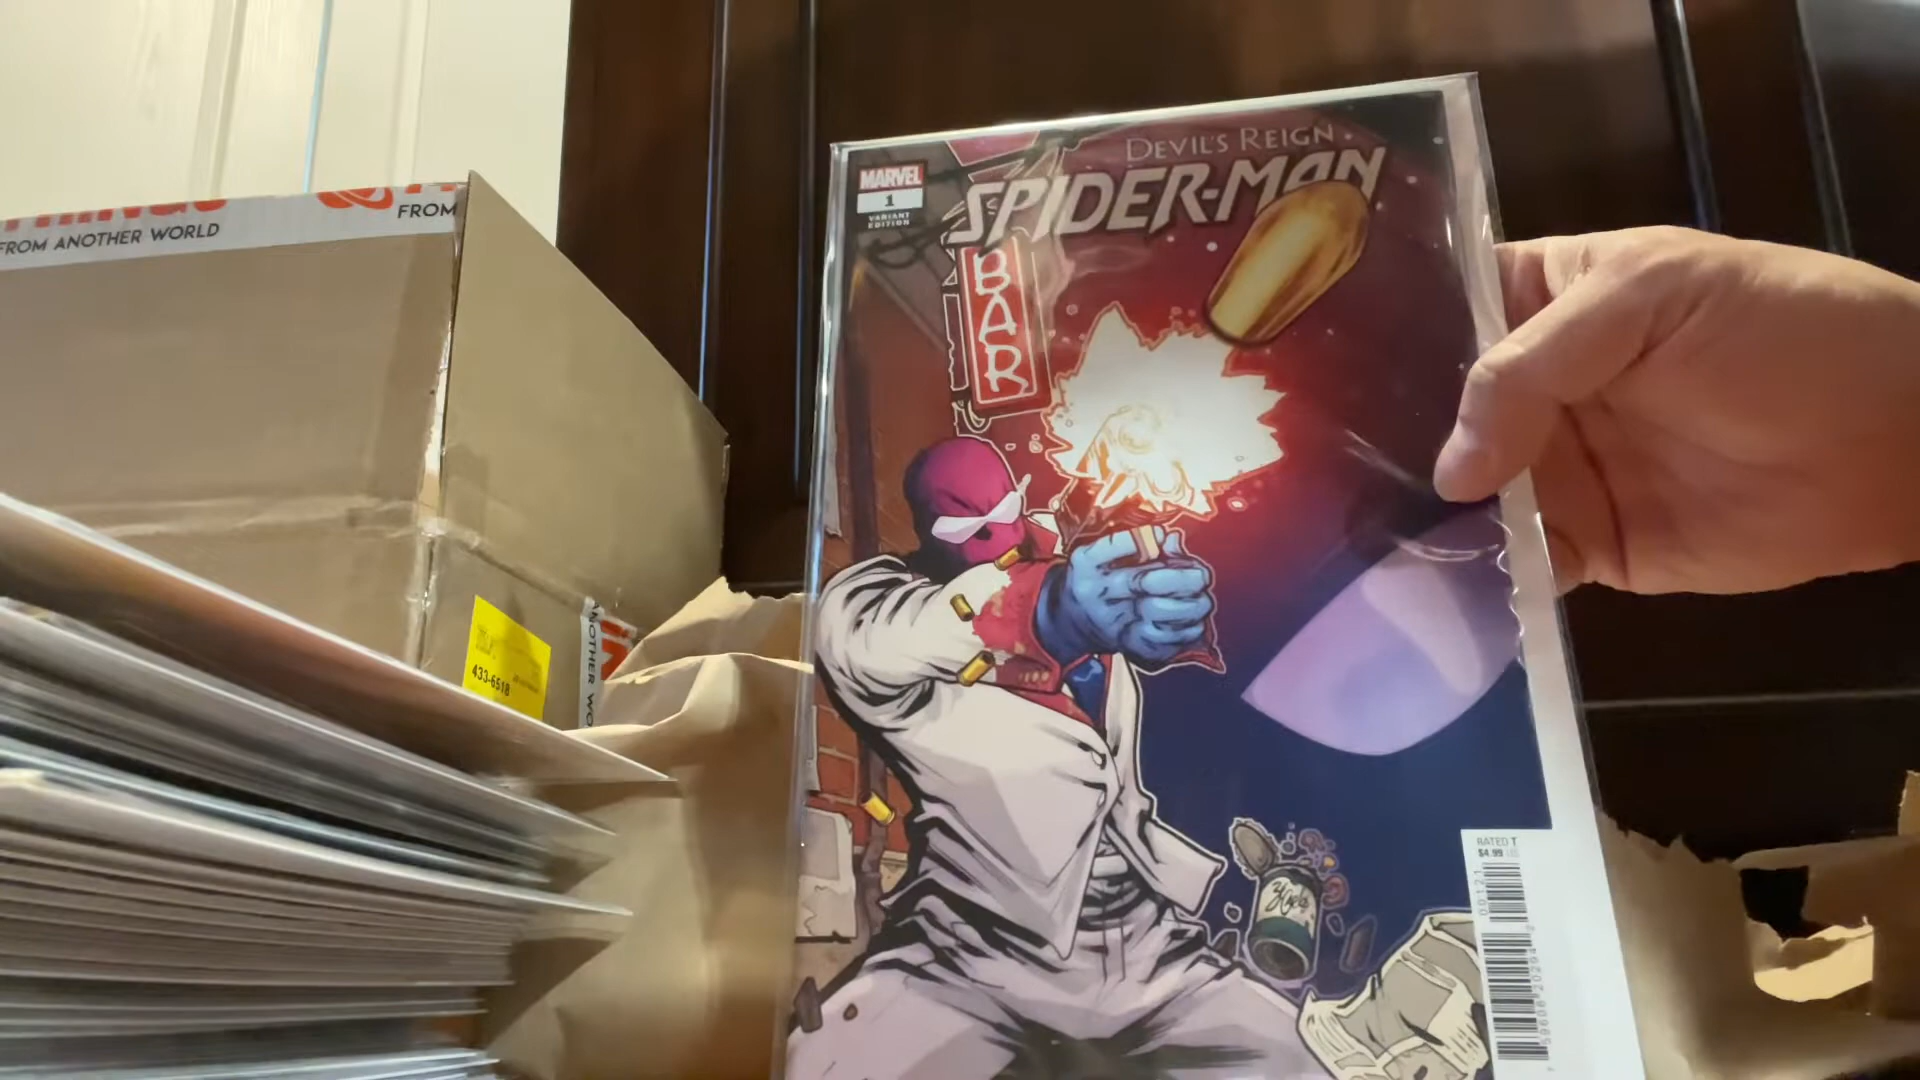 FROM ANOTHER WORLD
FROM
ANOTHER WO
433-6518
DEVIL'S REIGN
SPIDER-MAN
MARVEL
1
VARIANT
EDITION
BAR
RATED T
$4.99
00121